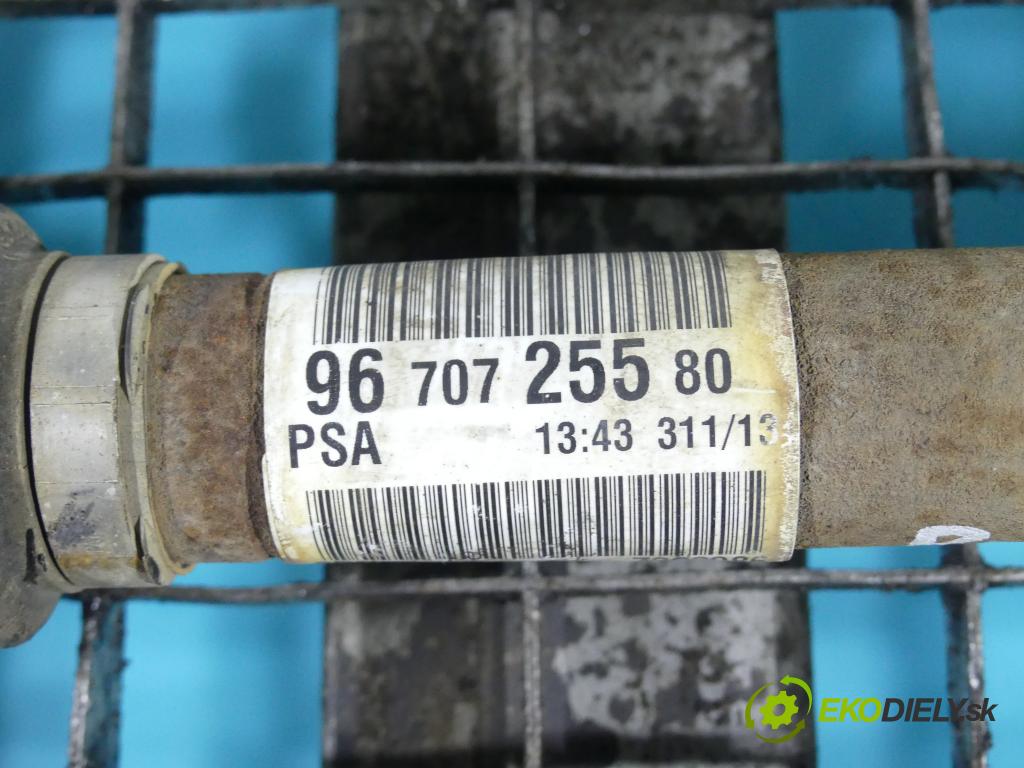 96 707 255 80
PSA 13:43 311/13
EKODIELY.sk